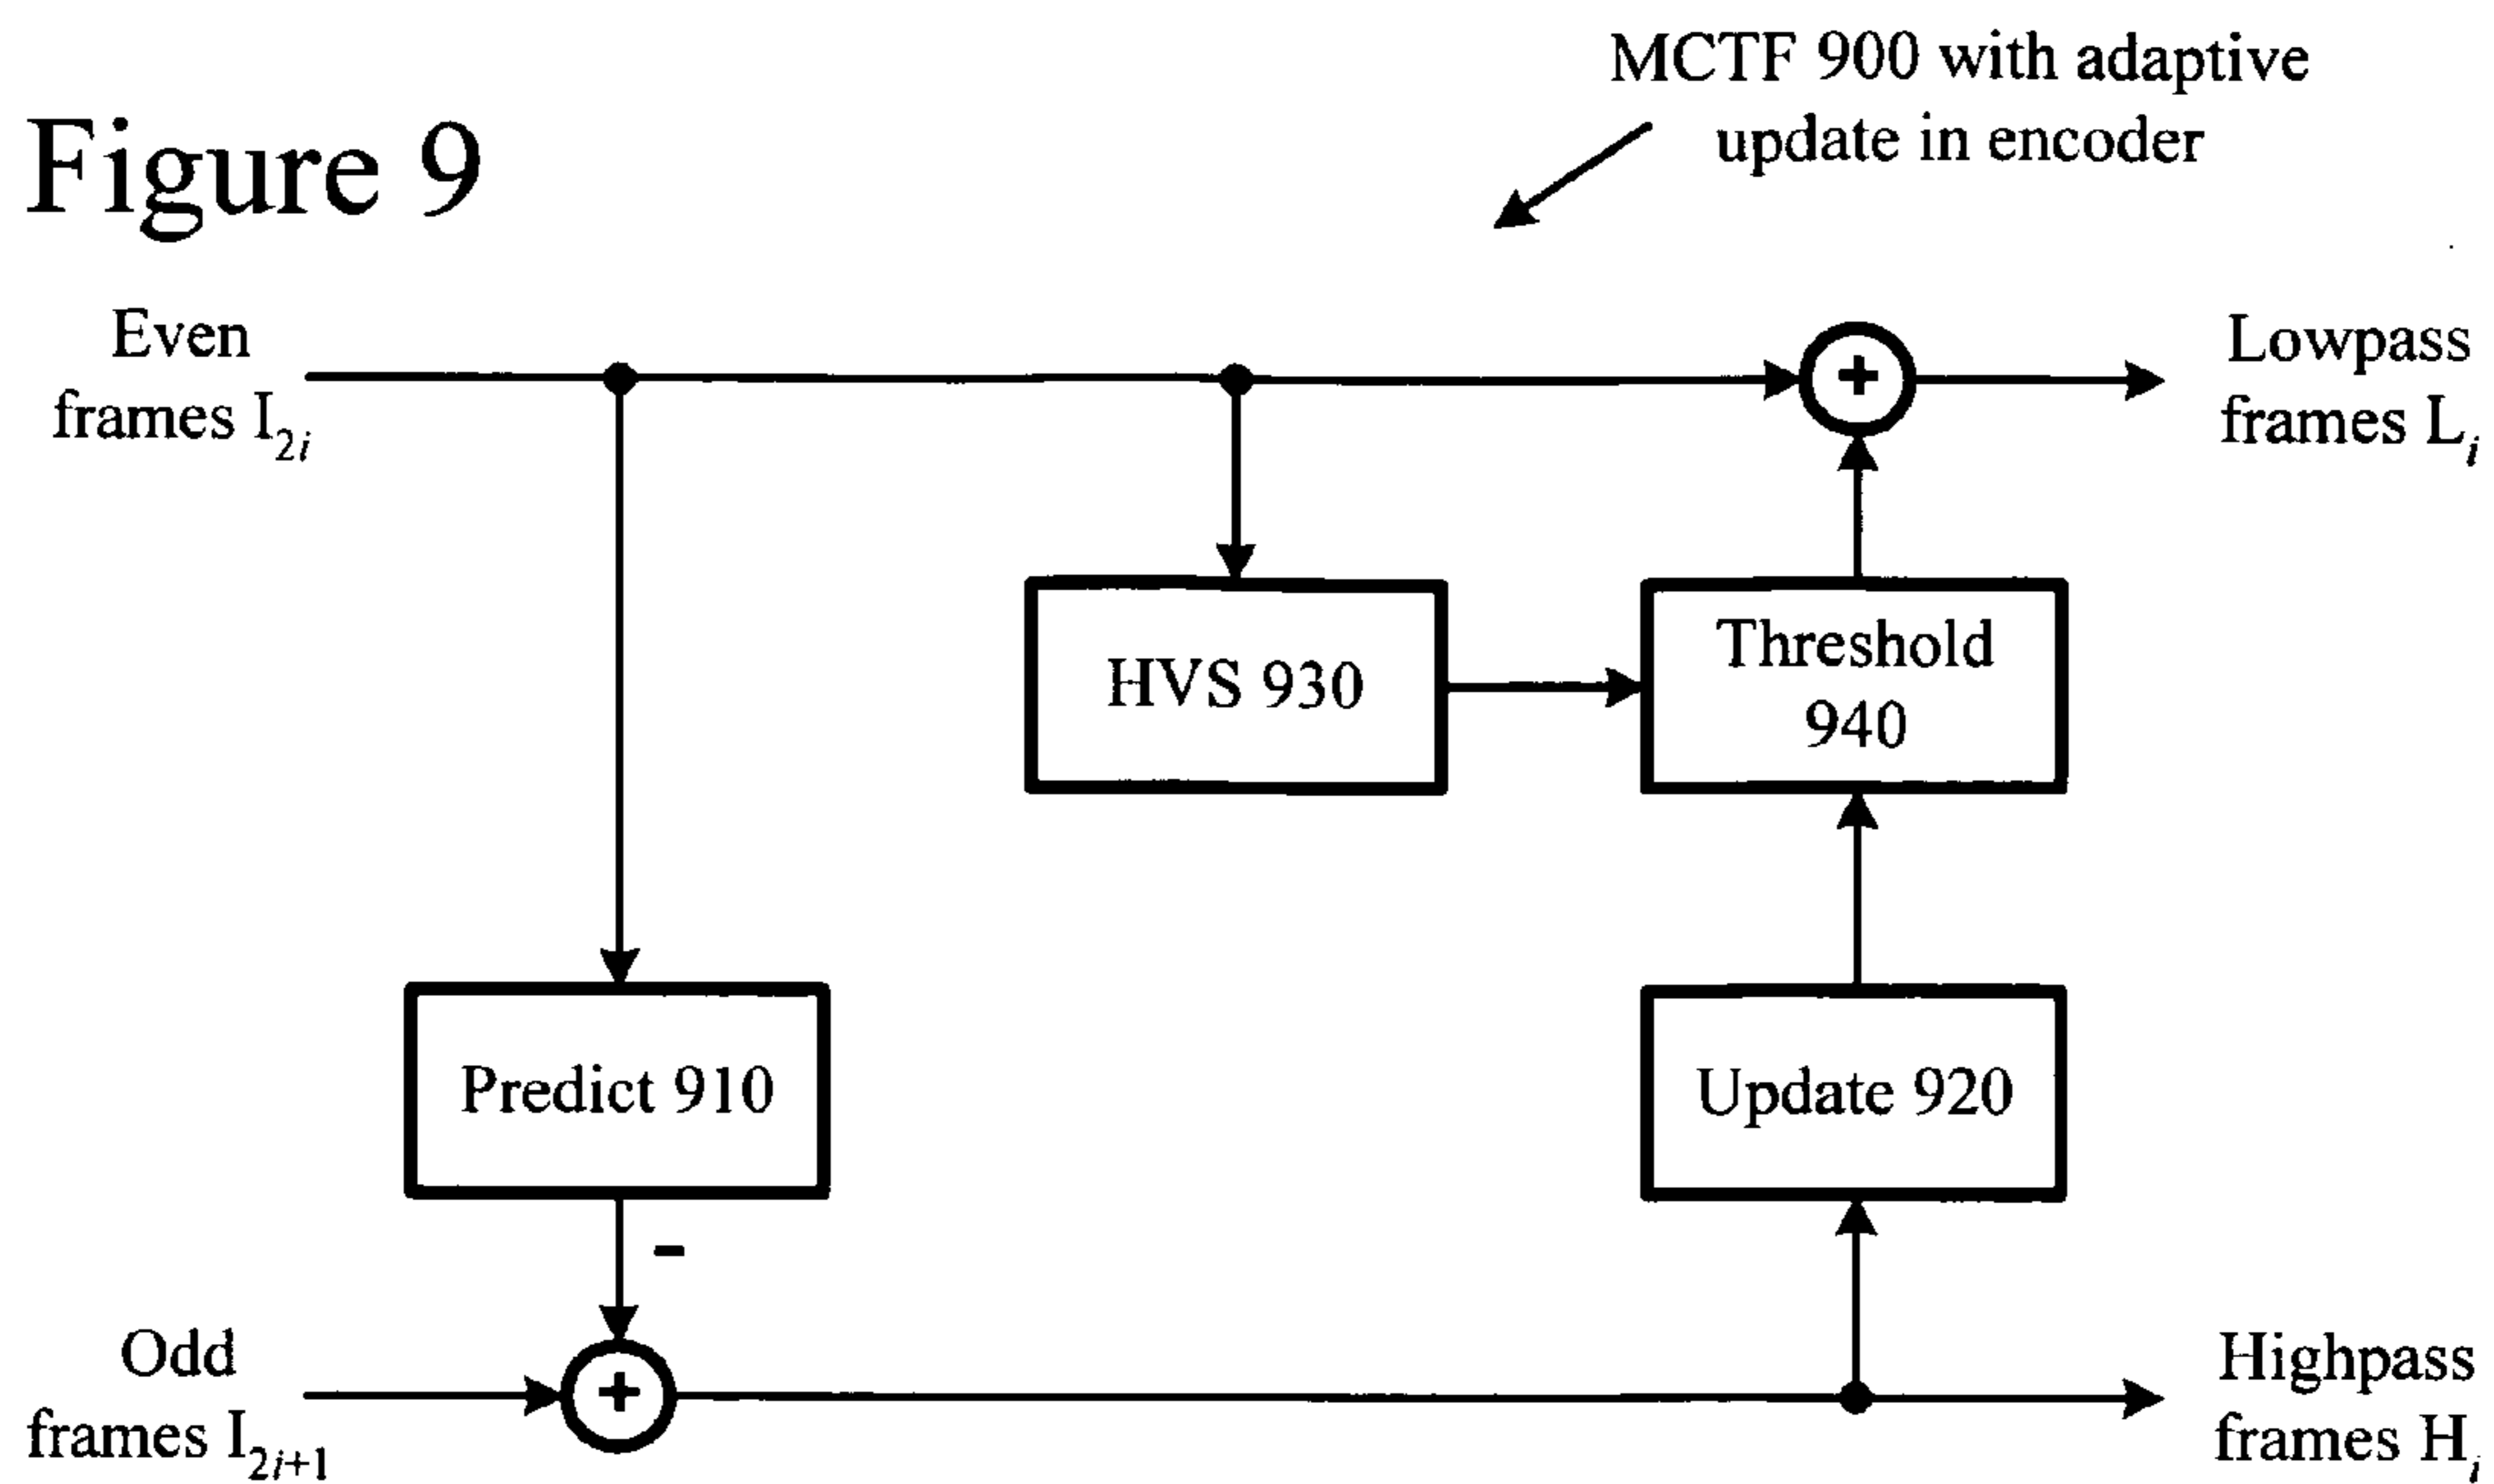 Figure 9
MCTF 900 with adaptive
update in encoder
Even
frames I2i
Lowpass
frames Li
+
HVS 930
Threshold
940
Predict 910
Update 920
-
Odd
frames I2i+1
+
Highpass
frames Hi